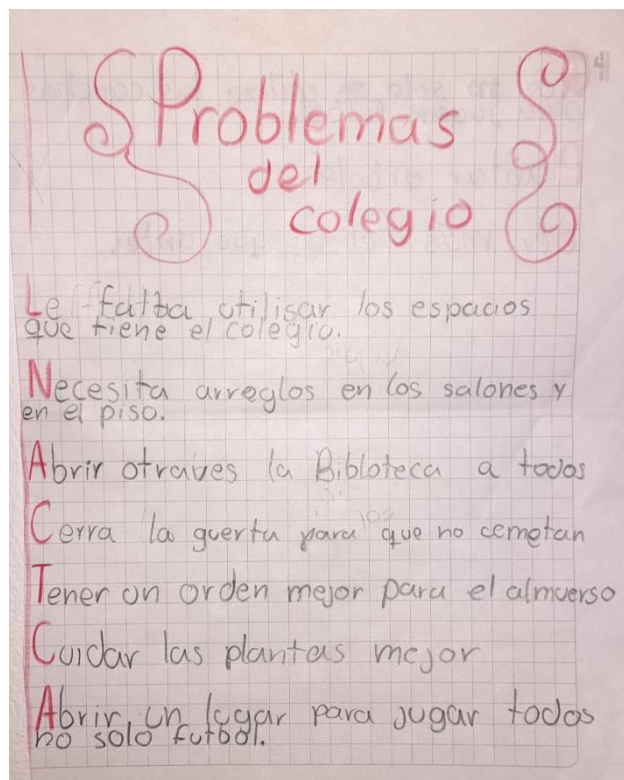 Problemas
del
colegio
Le falta utilisar los espacios
que tiene el colegio.
Necesita arreglos en los salones y
en el piso.
Abrir otraves la Bibloteca a todos
Cerra la guerta para que no cemetan
Tener un orden mejor para el almuerso
Cuidar las plantas mejor
Abrir un lugar para jugar todos
no solo futbol.